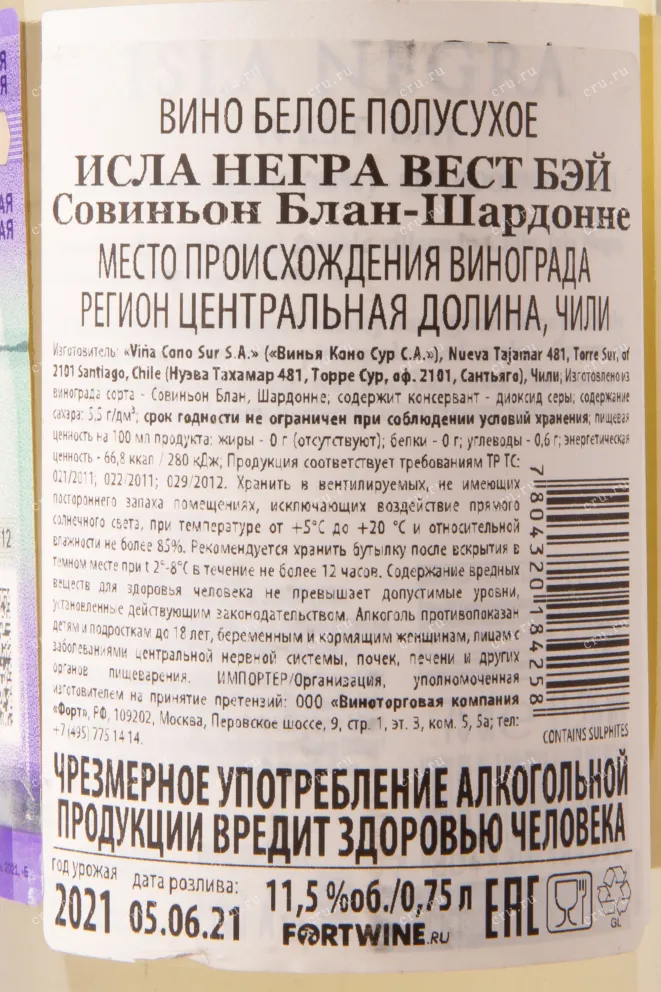 ISLA NEGRA
ВИНО БЕЛОЕ ПОЛУСУХОЕ
ИСЛА НЕГРА ВЕСТ БЭЙ
Совиньон Блан-Шардонне
МЕСТО ПРОИСХОЖДЕНИЯ ВИНОГРАДА
РЕГИОН ЦЕНТРАЛЬНАЯ ДОЛИНА, ЧИЛИ
Изготовитель: «Viña Cono Sur S.A.» («Винья Коно Сур С.А.»), Nueva Tajamar 481, Torre Sur, of
2101 Santiago, Chile (Нуэва Тахамар 481, Торре Сур, оф. 2101, Сантьяго), Чили; Изготовлено из
винограда сорта - Совиньон Блан, Шардонне; содержит консервант - диоксид серы; содержание
сахара: 5,5 г/дм³; срок годности не ограничен при соблюдении условий хранения; пищевая
ценность на 100 мл продукта: жиры - 0 г (отсутствуют); белки - 0 г; углеводы - 0,6 г; энергетическая
ценность - 66,8 ккал / 280 кДж; Продукция соответствует требованиям ТР ТС:
021/2011; 022/2011; 029/2012. Хранить в вентилируемых, не имеющих
постороннего запаха помещениях, исключающих воздействие прямого
солнечного света, при температуре от +5°C до +20 °C и относительной
влажности не более 85%. Рекомендуется хранить бутылку после вскрытия в
темном месте при t 2°-8°C в течение не более 12 часов. Содержание вредных
веществ для здоровья человека не превышает допустимые уровни,
установленные действующим законодательством. Алкоголь противопоказан
детям и подросткам до 18 лет, беременным и кормящим женщинам, лицам с
заболеваниями центральной нервной системы, почек, печени и других
органов пищеварения. ИМПОРТЕР/Организация, уполномоченная
изготовителем на принятие претензий: ООО «Виноторговая компания
«Форт», РФ, 109202, Москва, Перовское шоссе, 9, стр. 1, эт. 3, ком. 5, 5а; тел:
+7 (495) 775 14 14.
7 804320 184258
CONTAINS SULPHITES
ЧРЕЗМЕРНОЕ УПОТРЕБЛЕНИЕ АЛКОГОЛЬНОЙ
ПРОДУКЦИИ ВРЕДИТ ЗДОРОВЬЮ ЧЕЛОВЕКА
год урожая
2021
дата розлива:
05.06.21
11,5 %об./0,75 л
FORTWINE.RU
EAC
GL
cru.ru